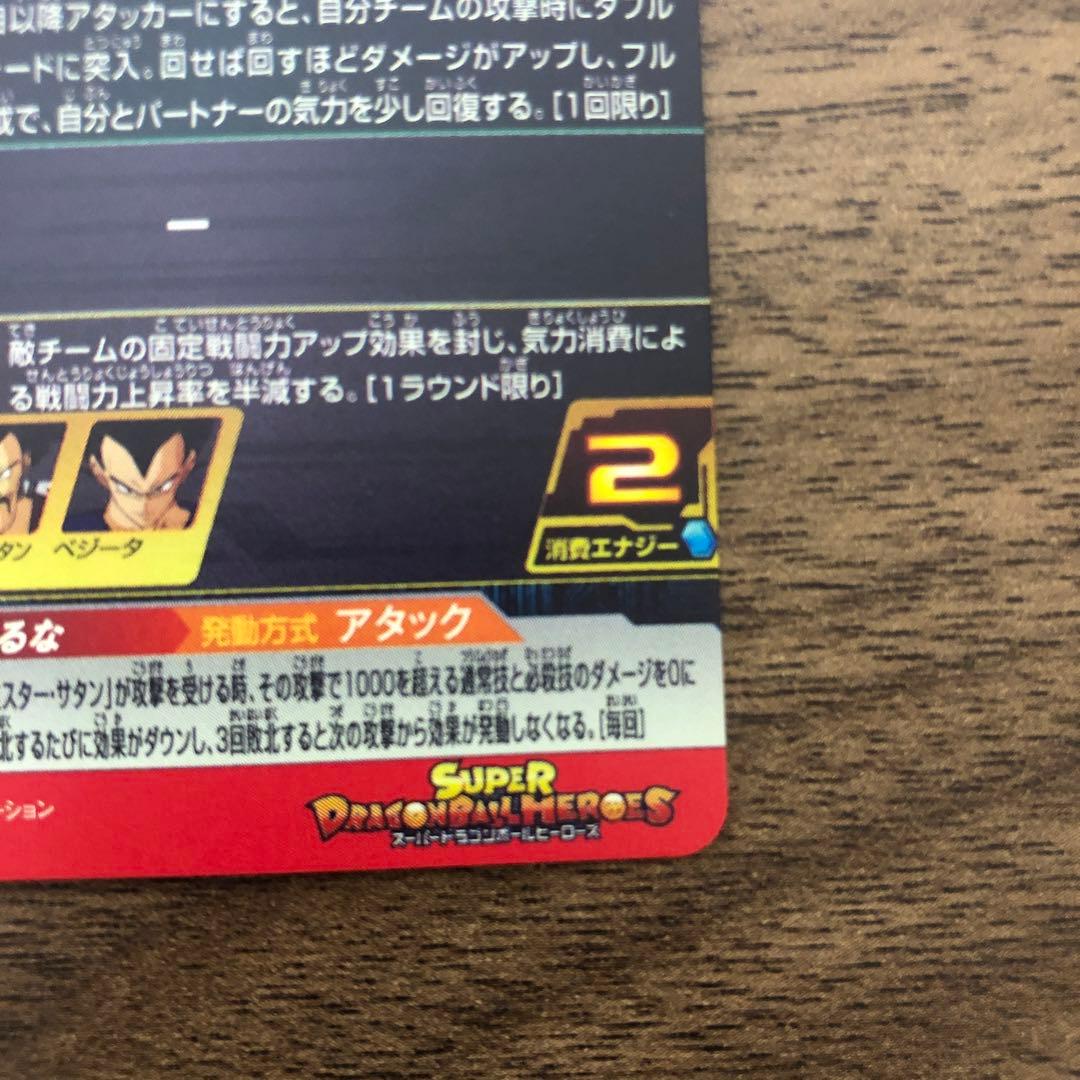 以降アタッカーにすると、自分チームの攻撃時にダブル
ードに突入。回せば回すほどダメージがアップし、フル
成で、自分とパートナーの気力を少し回復する。[1回限り]
ー
敵チームの固定戦闘力アップ効果を封じ、気力消費によ
る戦闘力上昇率を半減する。[1ラウンド限り]
タン ベジータ
2
消費エナジー
るな 発動方式 アタック
スター・サタン」が攻撃を受ける時、その攻撃で1000を超える通常技と必殺技のダメージを0に
北するたびに効果がダウンし、3回敗北すると次の攻撃から効果が発動しなくなる。[毎回]
ーション
SUPER
DRAGONBALL HEROES
スーパードラゴンボールヒーローズ